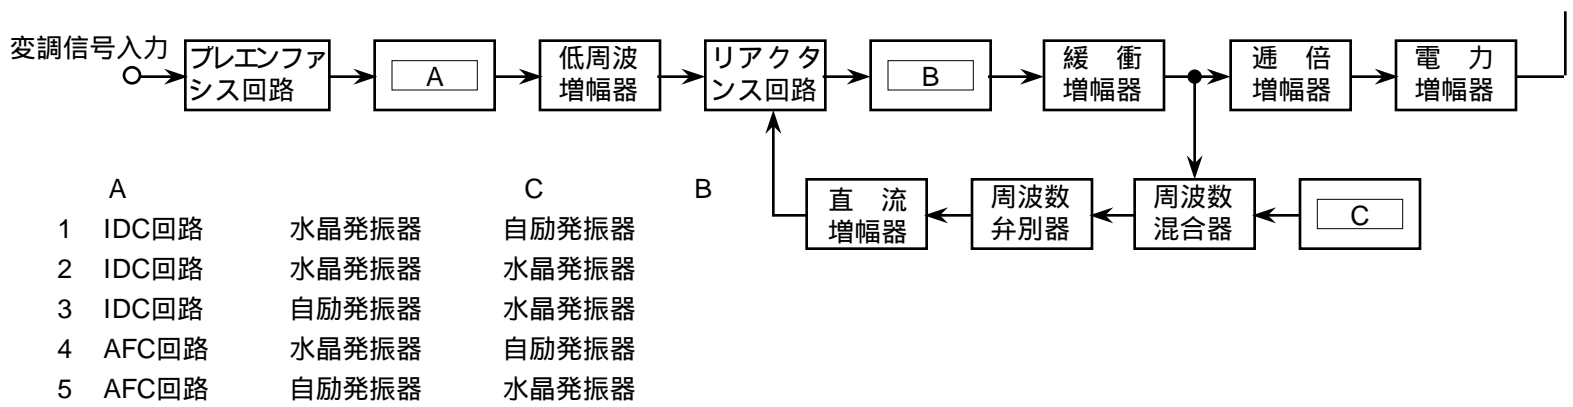 変調信号入力
プレエンファ
シス回路
A
低周波
増幅器
リアクタ
ンス回路
B
緩 衝
増幅器
逓 倍
増幅器
電 力
増幅器
直 流
増幅器
周波数
弁別器
周波数
混合器
C
A C B
1 IDC回路 水晶発振器 自励発振器
2 IDC回路 水晶発振器 水晶発振器
3 IDC回路 自励発振器 水晶発振器
4 AFC回路 水晶発振器 自励発振器
5 AFC回路 自励発振器 水晶発振器